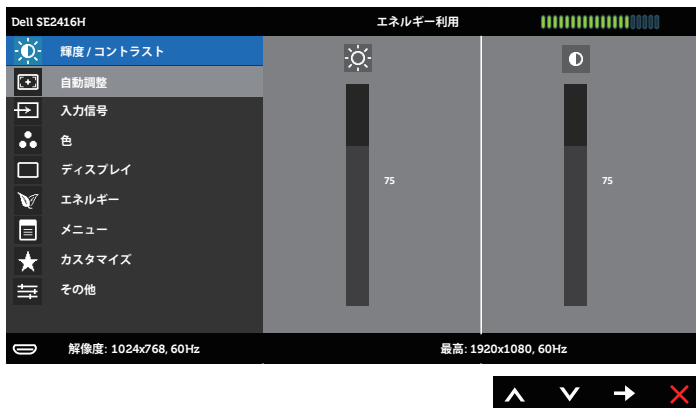 Dell SE2416H エネルギー利用
輝度 / コントラスト
自動調整
入力信号
色
ディスプレイ
エネルギー
メニュー
カスタマイズ
その他
75 75
解像度: 1024x768, 60Hz 最高: 1920x1080, 60Hz